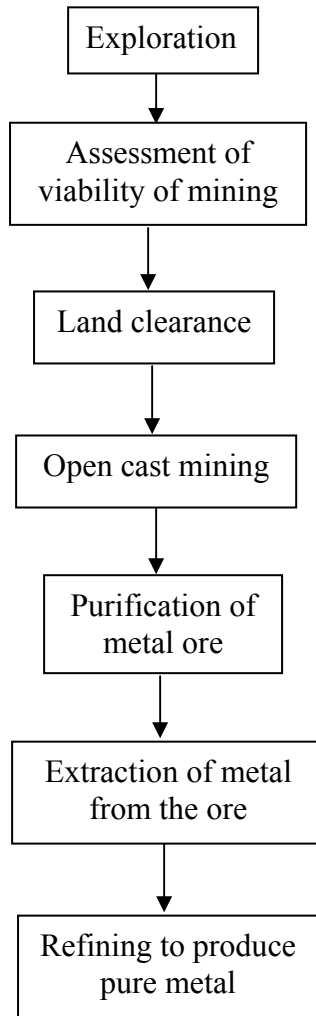 Exploration
Assessment of
viability of mining
Land clearance
Open cast mining
Purification of
metal ore
Extraction of metal
from the ore
Refining to produce
pure metal